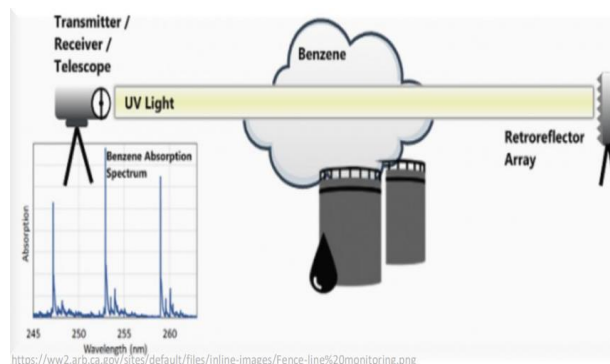 Transmitter /
Receiver /
Telescope
Benzene
UV Light
Retroreflector
Array
Benzene Absorption
Spectrum
Absorption
245 250 255 260
Wavelength (nm)
https://ww2.arb.ca.gov/sites/default/files/inline-images/Fence-line%20monitoring.png